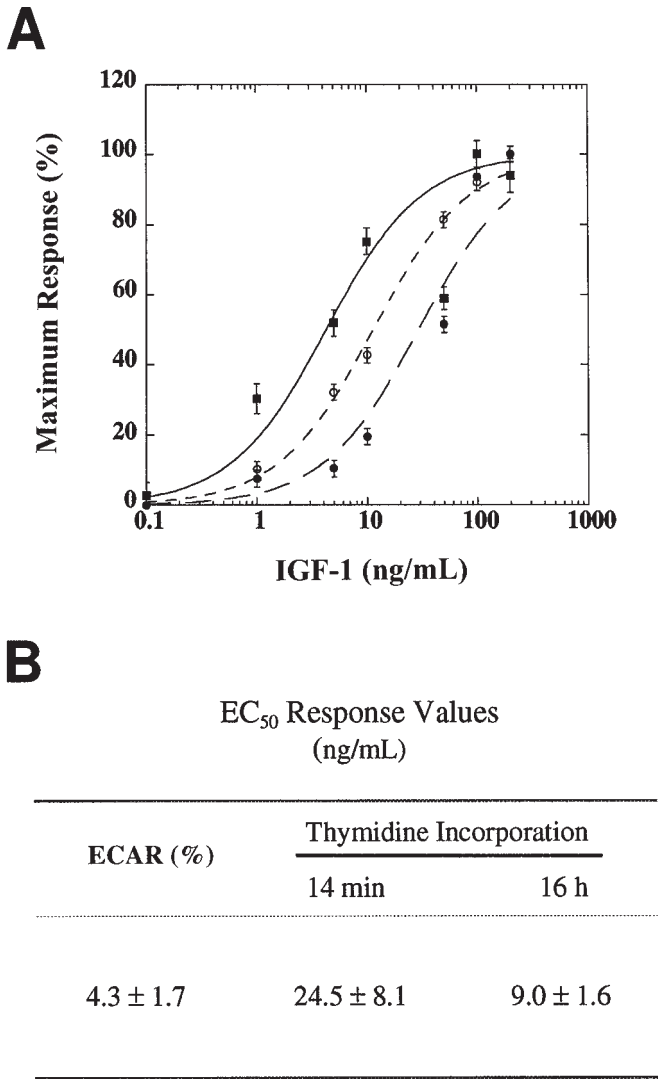 A
120
100
80
60
40
20
0
Maximum Response (%)
0.1 1 10 100 1000
IGF-1 (ng/mL)
B
EC50 Response Values
(ng/mL)
ECAR (%)
Thymidine Incorporation
14 min 16 h
4.3 ± 1.7 24.5 ± 8.1 9.0 ± 1.6